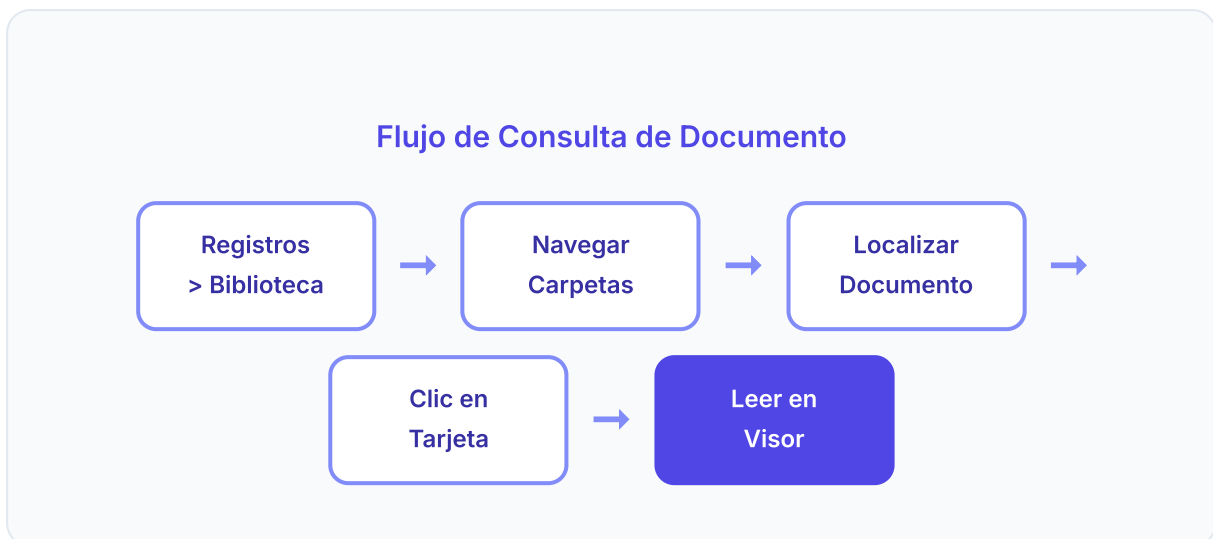 Flujo de Consulta de Documento
Registros
> Biblioteca
Navegar
Carpetas
Localizar
Documento
Clic en
Tarjeta
Leer en
Visor